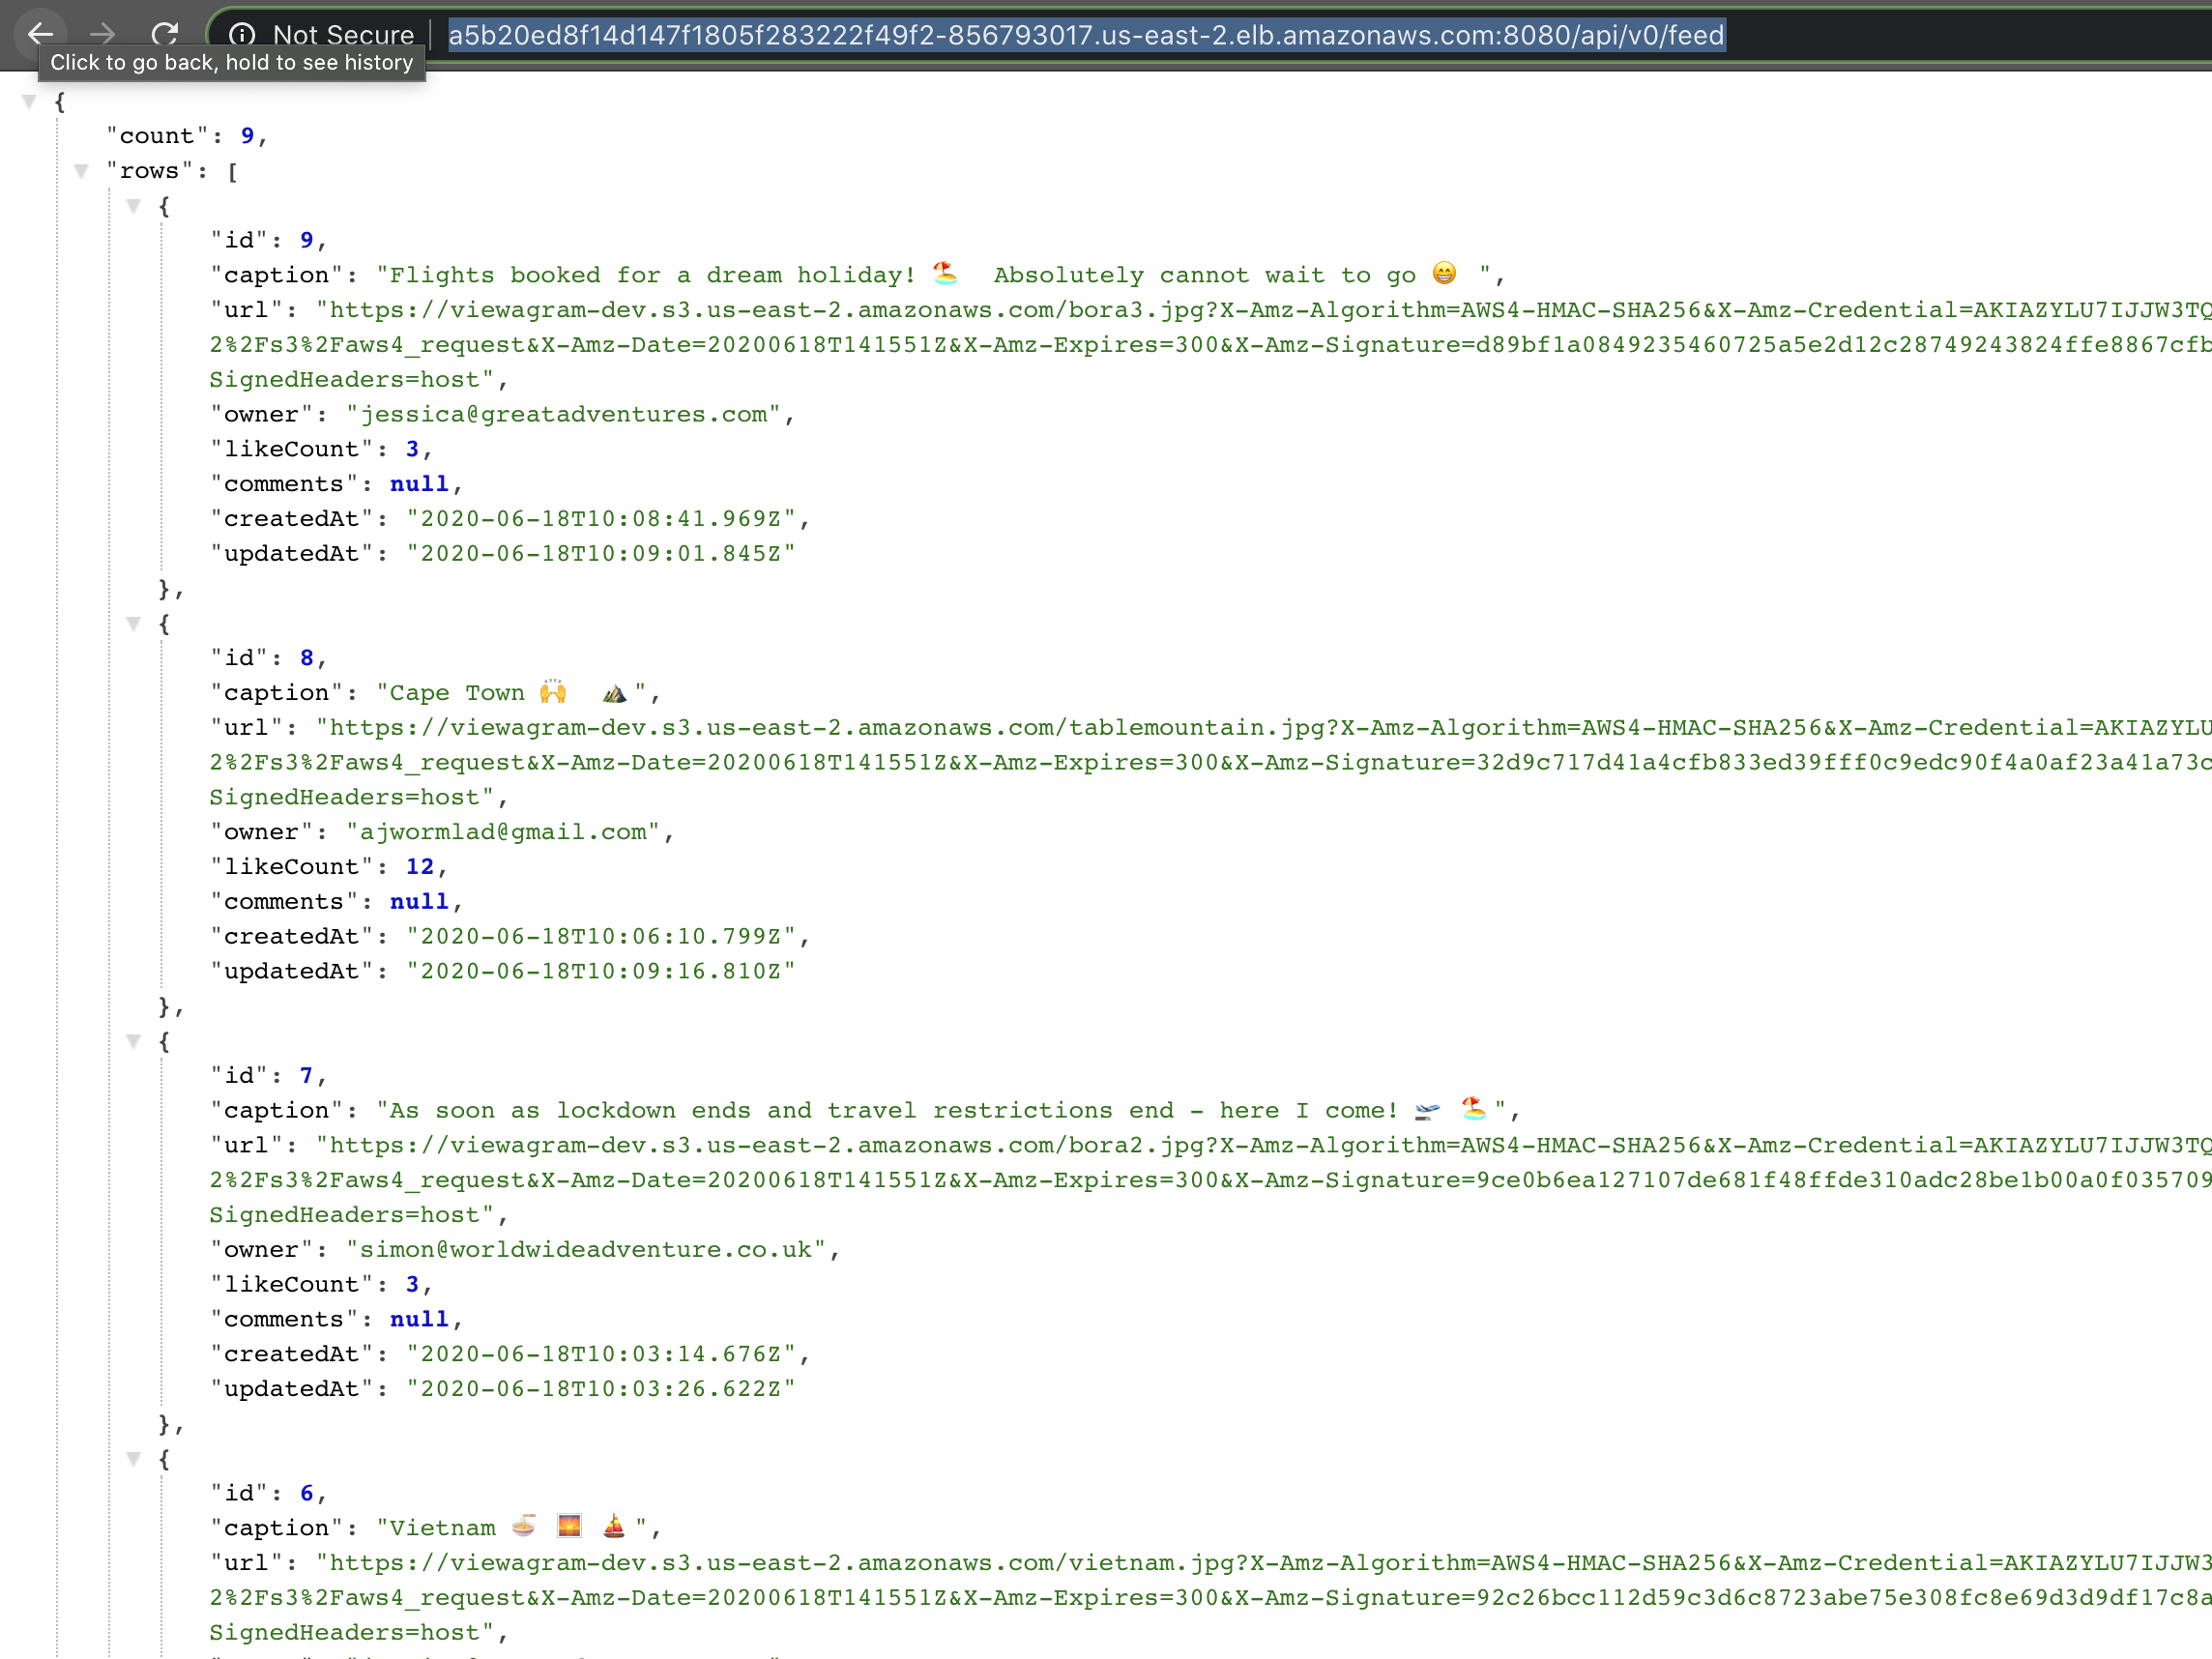 Not Secure a5b20ed8f14d147f1805f283222f49f2-856793017.us-east-2.elb.amazonaws.com:8080/api/v0/feed
Click to go back, hold to see history
{
"count": 9,
"rows": [
{
"id": 9,
"caption": "Flights booked for a dream holiday! 🏖️ Absolutely cannot wait to go 😁 ",
"url": "https://viewagram-dev.s3.us-east-2.amazonaws.com/bora3.jpg?X-Amz-Algorithm=AWS4-HMAC-SHA256&X-Amz-Credential=AKIAZYLU7IJJW3TQ
2%2Fs3%2Faws4_request&X-Amz-Date=20200618T141551Z&X-Amz-Expires=300&X-Amz-Signature=d89bf1a0849235460725a5e2d12c28749243824ffe8867cfb
SignedHeaders=host",
"owner": "jessica@greatadventures.com",
"likeCount": 3,
"comments": null,
"createdAt": "2020-06-18T10:08:41.969Z",
"updatedAt": "2020-06-18T10:09:01.845Z"
},
{
"id": 8,
"caption": "Cape Town 🙌 ⛰️",
"url": "https://viewagram-dev.s3.us-east-2.amazonaws.com/tablemountain.jpg?X-Amz-Algorithm=AWS4-HMAC-SHA256&X-Amz-Credential=AKIAZYLU
2%2Fs3%2Faws4_request&X-Amz-Date=20200618T141551Z&X-Amz-Expires=300&X-Amz-Signature=32d9c717d41a4cfb833ed39fff0c9edc90f4a0af23a41a73c
SignedHeaders=host",
"owner": "ajwormlad@gmail.com",
"likeCount": 12,
"comments": null,
"createdAt": "2020-06-18T10:06:10.799Z",
"updatedAt": "2020-06-18T10:09:16.810Z"
},
{
"id": 7,
"caption": "As soon as lockdown ends and travel restrictions end - here I come! 🛫 🏖️",
"url": "https://viewagram-dev.s3.us-east-2.amazonaws.com/bora2.jpg?X-Amz-Algorithm=AWS4-HMAC-SHA256&X-Amz-Credential=AKIAZYLU7IJJW3TQ
2%2Fs3%2Faws4_request&X-Amz-Date=20200618T141551Z&X-Amz-Expires=300&X-Amz-Signature=9ce0b6ea127107de681f48ffde310adc28be1b00a0f035709
SignedHeaders=host",
"owner": "simon@worldwideadventure.co.uk",
"likeCount": 3,
"comments": null,
"createdAt": "2020-06-18T10:03:14.676Z",
"updatedAt": "2020-06-18T10:03:26.622Z"
},
{
"id": 6,
"caption": "Vietnam 🍜 🌅 ⛵",
"url": "https://viewagram-dev.s3.us-east-2.amazonaws.com/vietnam.jpg?X-Amz-Algorithm=AWS4-HMAC-SHA256&X-Amz-Credential=AKIAZYLU7IJJW3
2%2Fs3%2Faws4_request&X-Amz-Date=20200618T141551Z&X-Amz-Expires=300&X-Amz-Signature=92c26bcc112d59c3d6c8723abe75e308fc8e69d3d9df17c8a
SignedHeaders=host",